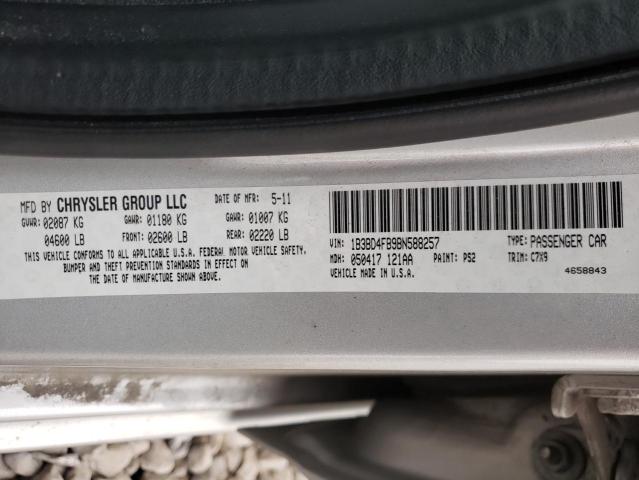 MFD BY CHRYSLER GROUP LLC DATE OF MFR: 5-11
GVWR: 02087 KG GAWR: 01180 KG GAWR: 01007 KG
04600 LB FRONT: 02600 LB REAR: 02220 LB
THIS VEHICLE CONFORMS TO ALL APPLICABLE U.S.A. FEDERAL MOTOR VEHICLE SAFETY,
BUMPER AND THEFT PREVENTION STANDARDS IN EFFECT ON
THE DATE OF MANUFACTURE SHOWN ABOVE.
VIN: 1B3BD4FB9BN588257 TYPE: PASSENGER CAR
MDH: 050417 121AA PAINT: PS2 TRIM: C7X9
VEHICLE MADE IN U.S.A. 4658843